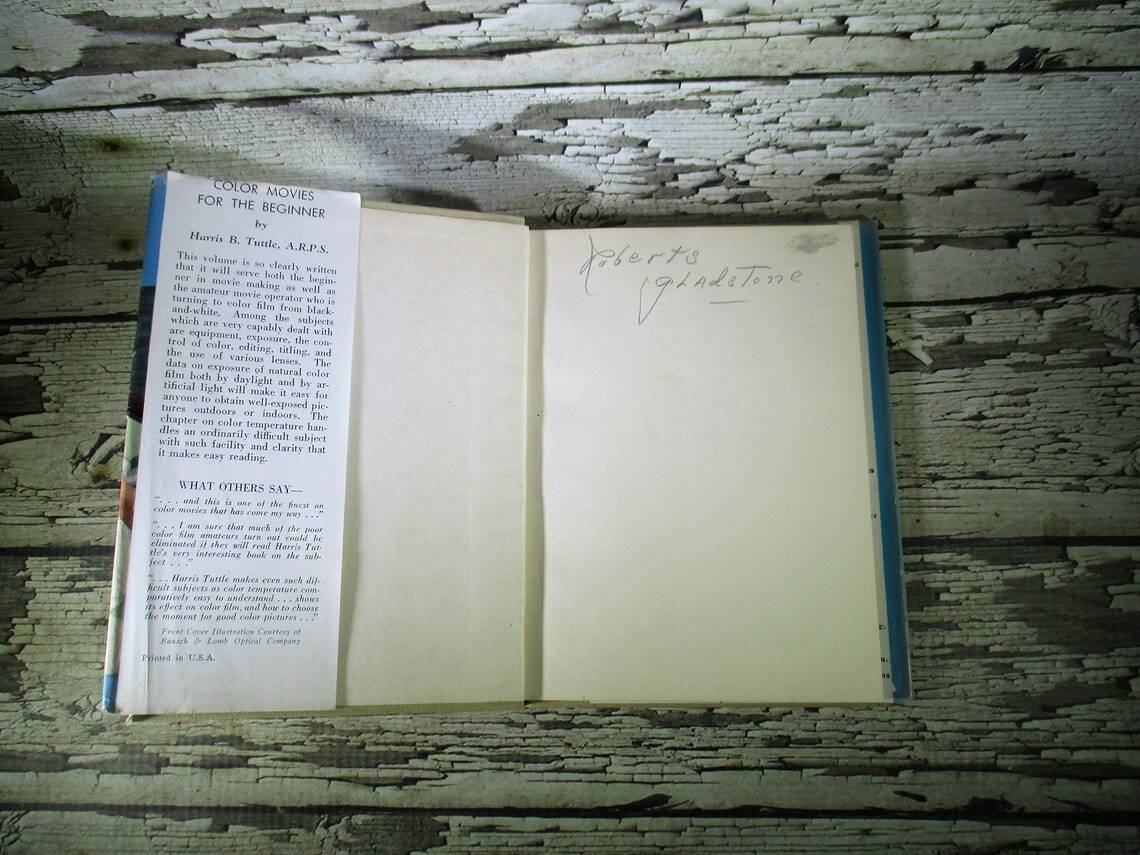 COLOR MOVIES
FOR THE BEGINNER
by
Harris B. Tuttle, A.R.P.S.
This volume is so clearly written
that it will serve both the begin-
ner in movie making as well as
the amateur movie operator who is
turning to color film from black-
and-white. Among the subjects
which are very capably dealt with
are equipment, exposure, the con-
trol of color, editing, titling, and
the use of various lenses. The
data on exposure of natural color
film both by daylight and by ar-
tificial light will make it easy for
anyone to obtain well-exposed pic-
tures outdoors or indoors. The
chapter on color temperature han-
dles an ordinarily difficult subject
with such facility and clarity that
it makes easy reading.
WHAT OTHERS SAY—
". . . and this is one of the finest on
color movies that has come my way . . ."
". . . I am sure that much of the poor
color film amateurs turn out could be
eliminated if they will read Harris Tut-
tle's very interesting book on the sub-
ject . . ."
". . . Harris Tuttle makes even such dif-
ficult subjects as color temperature com-
paratively easy to understand . . . shows
its effect on color film, and how to choose
the moment for good color pictures . . ."
Front Cover Illustration Courtesy of
Bausch & Lomb Optical Company
Printed in U.S.A.
Roberts
Gladstone